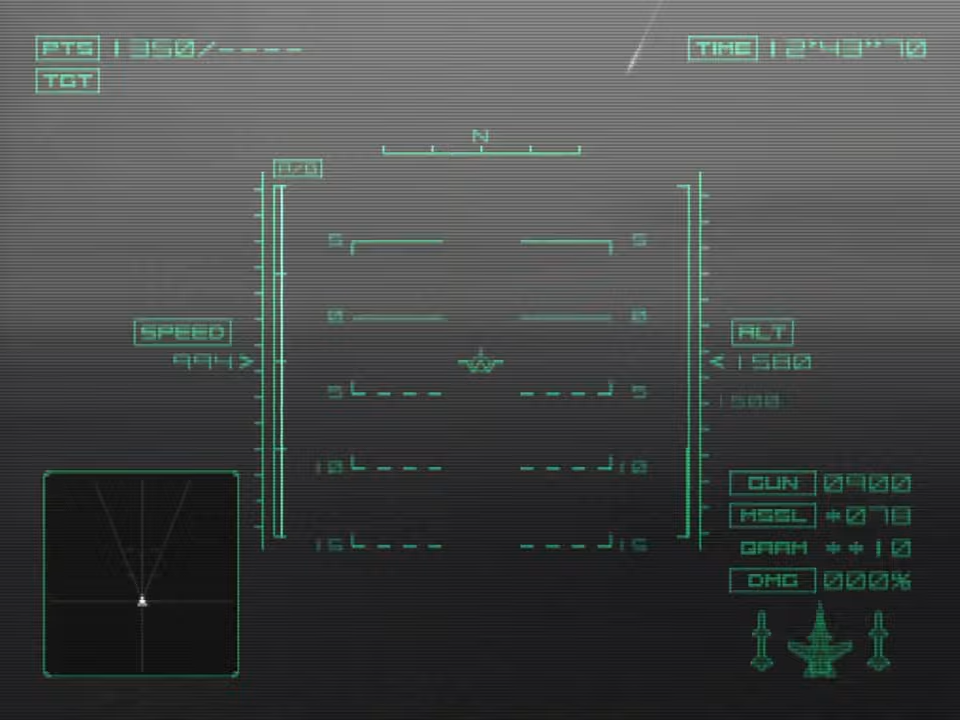 PTS 1350/----
TIME 12'43"70
TGT
N
A/G
5 5
0 0
SPEED
ALT
994>
<1580
5 5
1500
10 10
GUN 0900
MSSL *078
QAAM **10
15 15
DMG 000%